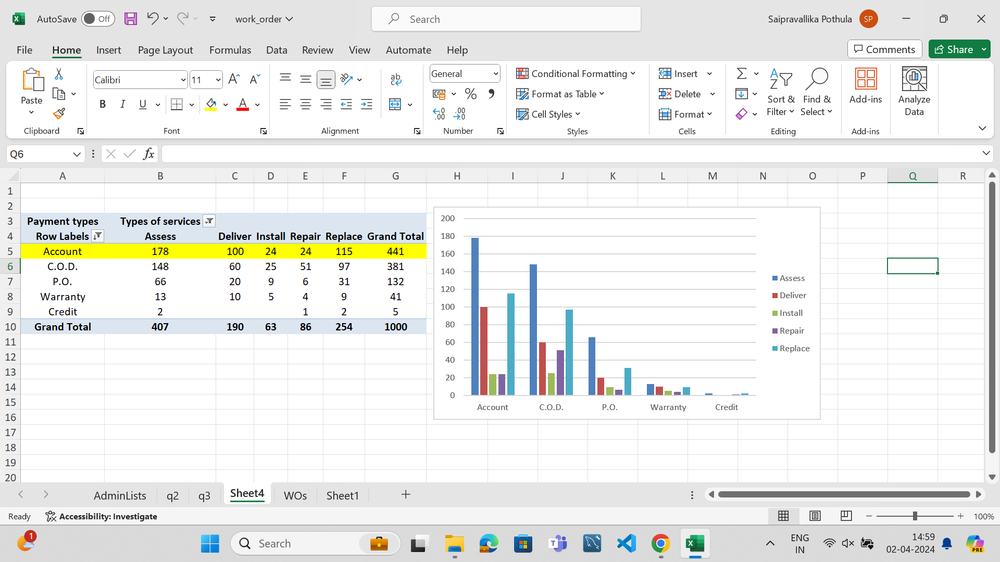 AutoSave Off work_order Search Saipravallika Pothula SP
File Home Insert Page Layout Formulas Data Review View Automate Help Comments Share
Paste Calibri 11 General Conditional Formatting Format as Table Cell Styles Insert Delete Format Sort & Filter Find & Select Add-ins Analyze Data
Clipboard Font Alignment Number Styles Cells Editing Add-ins
Q6 fx
A B C D E F G H I J K L M N O P Q R
1
2
3 Payment types Types of services
4 Row Labels Assess Deliver Install Repair Replace Grand Total
5 Account 178 100 24 24 115 441
6 C.O.D. 148 60 25 51 97 381
7 P.O. 66 20 9 6 31 132
8 Warranty 13 10 5 4 9 41
9 Credit 2 1 2 5
10 Grand Total 407 190 63 86 254 1000
11
12
13
14
15
16
17
18
19
20
200
180
160
140
120
100
80
60
40
20
0
Account C.O.D. P.O. Warranty Credit
Assess
Deliver
Install
Repair
Replace
AdminLists q2 q3 Sheet4 WOs Sheet1
Ready Accessibility: Investigate 100%
1 Search ENG IN 14:59 02-04-2024 PRE